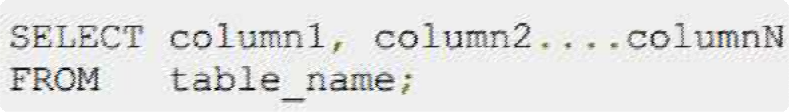 SELECT column1, column2....columnN
FROM   table_name;